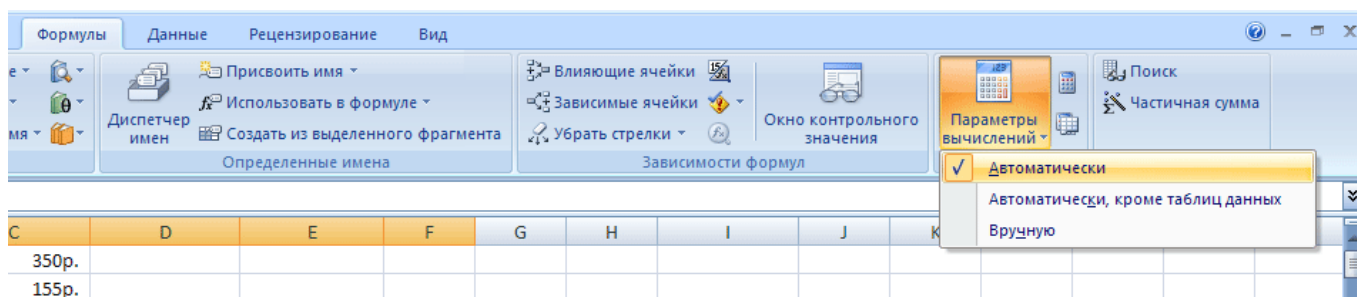 Формулы Данные Рецензирование Вид
е Присвоить имя Влияющие ячейки Поиск
Диспетчер имен Использовать в формуле Зависимые ячейки Окно контрольного значения Параметры вычислений Частичная сумма
мя Создать из выделенного фрагмента Убрать стрелки
Определенные имена Зависимости формул
Автоматически
Автоматически, кроме таблиц данных
Вручную
C D E F G H I J K
350р.
155р.